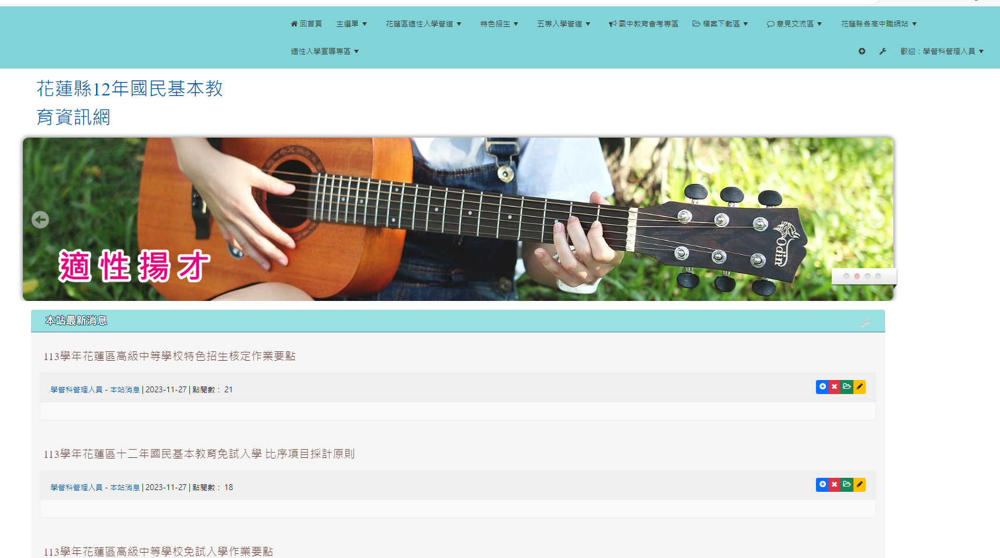 回首頁 主選單 花蓮區適性入學管道 特色招生 五專入學管道 國中教育會考專區 檔案下載區 意見交流區 花蓮縣各高中職網站
適性入學宣導專區 歡迎：學管科管理人員
花蓮縣12年國民基本教
育資訊網
Odin
適性揚才
本站最新消息
113學年花蓮區高級中等學校特色招生核定作業要點
學管科管理人員 - 本站消息 | 2023-11-27 | 點閱數： 21
113學年花蓮區十二年國民基本教育免試入學 比序項目採計原則
學管科管理人員 - 本站消息 | 2023-11-27 | 點閱數： 18
113學年花蓮區高級中等學校免試入學作業要點